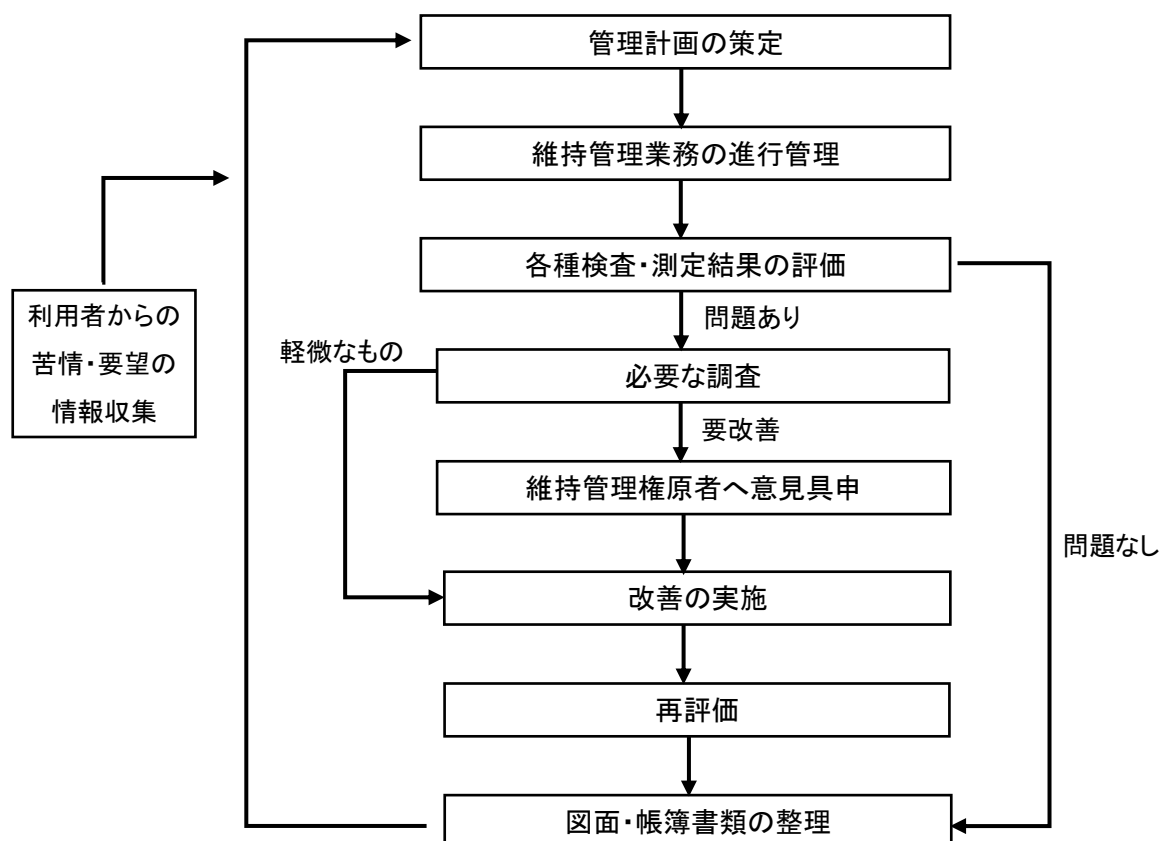 管理計画の策定
維持管理業務の進行管理
各種検査・測定結果の評価
利用者からの
苦情・要望の
情報収集
問題あり
軽微なもの
必要な調査
要改善
維持管理権原者へ意見具申
問題なし
改善の実施
再評価
図面・帳簿書類の整理